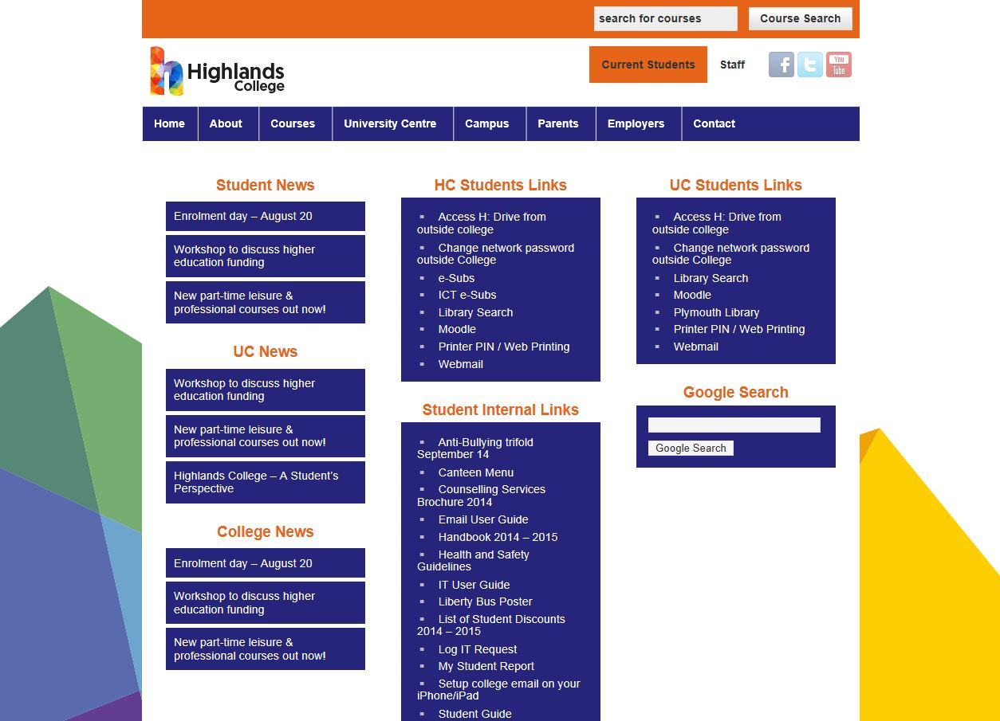 search for courses
Course Search
Highlands
College
Current Students
Staff
f
t
You
Tube
Home
About
Courses
University Centre
Campus
Parents
Employers
Contact
Student News
Enrolment day – August 20
Workshop to discuss higher
education funding
New part-time leisure &
professional courses out now!
UC News
Workshop to discuss higher
education funding
New part-time leisure &
professional courses out now!
Highlands College – A Student’s
Perspective
College News
Enrolment day – August 20
Workshop to discuss higher
education funding
New part-time leisure &
professional courses out now!
HC Students Links
Access H: Drive from
outside college
Change network password
outside College
e-Subs
ICT e-Subs
Library Search
Moodle
Printer PIN / Web Printing
Webmail
Student Internal Links
Anti-Bullying trifold
September 14
Canteen Menu
Counselling Services
Brochure 2014
Email User Guide
Handbook 2014 – 2015
Health and Safety
Guidelines
IT User Guide
Liberty Bus Poster
List of Student Discounts
2014 – 2015
Log IT Request
My Student Report
Setup college email on your
iPhone/iPad
Student Guide
UC Students Links
Access H: Drive from
outside college
Change network password
outside College
Library Search
Moodle
Plymouth Library
Printer PIN / Web Printing
Webmail
Google Search
Google Search